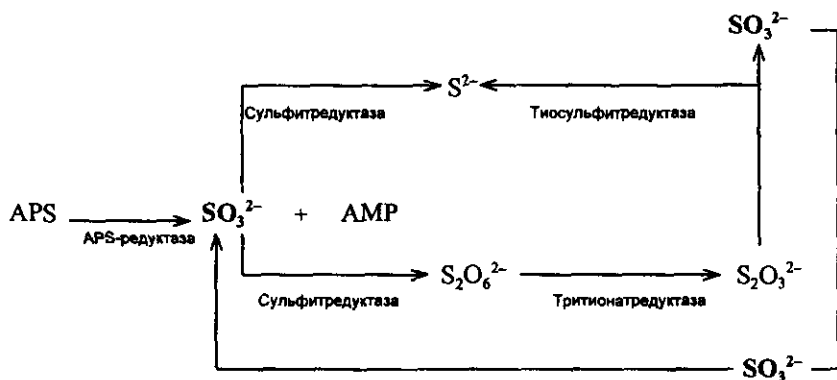 SO₃²⁻
S²⁻
Сульфитредуктаза
Тиосульфитредуктаза
APS
SO₃²⁻ + AMP
APS-редуктаза
S₂O₆²⁻
S₂O₃²⁻
Сульфитредуктаза
Тритионатредуктаза
SO₃²⁻